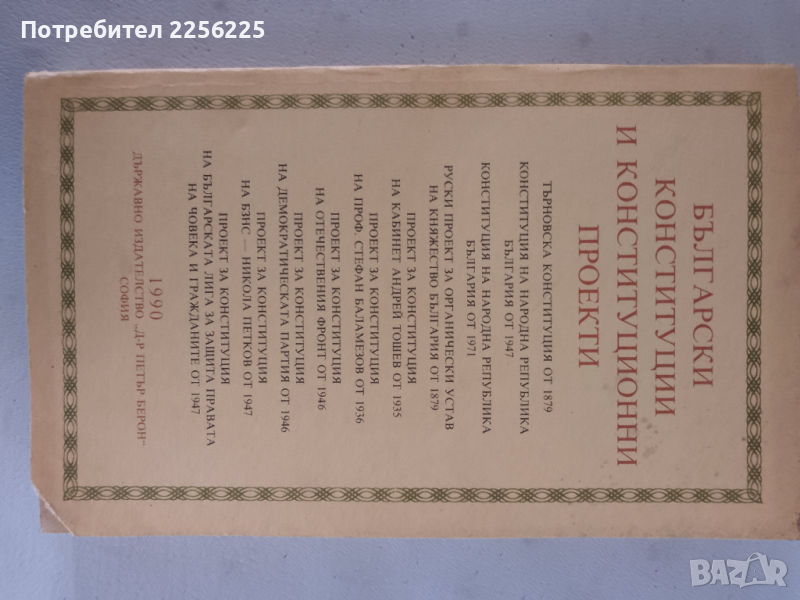 Потребител 2256225
БЪЛГАРСКИ
КОНСТИТУЦИИ
И КОНСТИТУЦИОННИ
ПРОЕКТИ
ТЪРНОВСКА КОНСТИТУЦИЯ ОТ 1879
КОНСТИТУЦИЯ НА НАРОДНА РЕПУБЛИКА
БЪЛГАРИЯ ОТ 1947
КОНСТИТУЦИЯ НА НАРОДНА РЕПУБЛИКА
БЪЛГАРИЯ ОТ 1971
РУСКИ ПРОЕКТ ЗА ОРГАНИЧЕСКИ УСТАВ
НА КНЯЖЕСТВО БЪЛГАРИЯ ОТ 1879
ПРОЕКТ ЗА КОНСТИТУЦИЯ
НА КАБИНЕТ АНДРЕЙ ТОШЕВ ОТ 1935
ПРОЕКТ ЗА КОНСТИТУЦИЯ
НА ПРОФ. СТЕФАН БАЛАМЕЗОВ ОТ 1936
ПРОЕКТ ЗА КОНСТИТУЦИЯ
НА ОТЕЧЕСТВЕНИЯ ФРОНТ ОТ 1946
ПРОЕКТ ЗА КОНСТИТУЦИЯ
НА ДЕМОКРАТИЧЕСКАТА ПАРТИЯ ОТ 1946
ПРОЕКТ ЗА КОНСТИТУЦИЯ
НА БЗНС — НИКОЛА ПЕТКОВ ОТ 1947
ПРОЕКТ ЗА КОНСТИТУЦИЯ
НА БЪЛГАРСКАТА ЛИГА ЗА ЗАЩИТА ПРАВАТА
НА ЧОВЕКА И ГРАЖДАНИТЕ ОТ 1947
1990
ДЪРЖАВНО ИЗДАТЕЛСТВО „Д-Р ПЕТЪР БЕРОН“
СОФИЯ
BAZAR